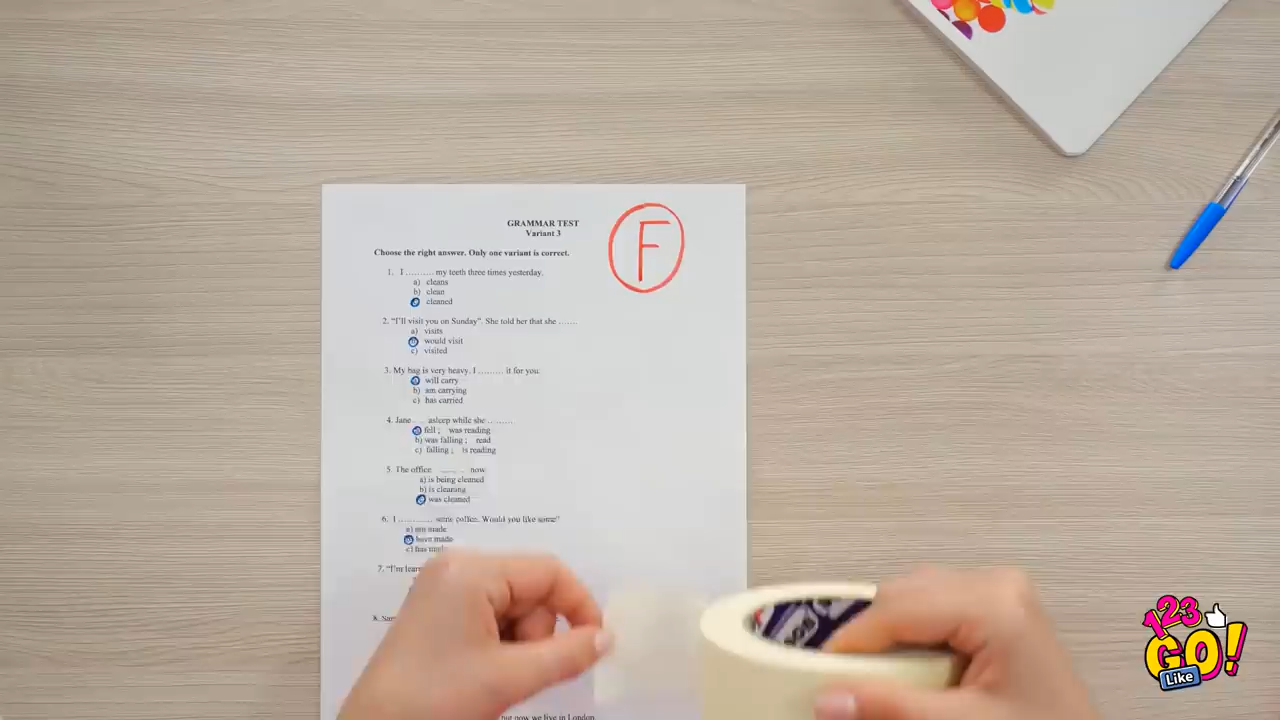 GRAMMAR TEST
Variant 3
F
Choose the right answer. Only one variant is correct.
1. I .......... my teeth three times yesterday.
a) cleans
b) clean
cleaned
2. "I'll visit you on Sunday". She told her that she .......
a) visits
would visit
c) visited
3. My bag is very heavy. I ......... it for you.
will carry
b) am carrying
c) has carried
4. Jane asleep while she .........
fell ; was reading
b) was falling ; read
c) falling ; is reading
5. The office now
a) is being cleaned
b) is cleaning
was cleaned
6. I ............ some coffee. Would you like some"
a) am made
have made
c) has
7. "I'm
8.
but now we live in London
123
GO!
Like